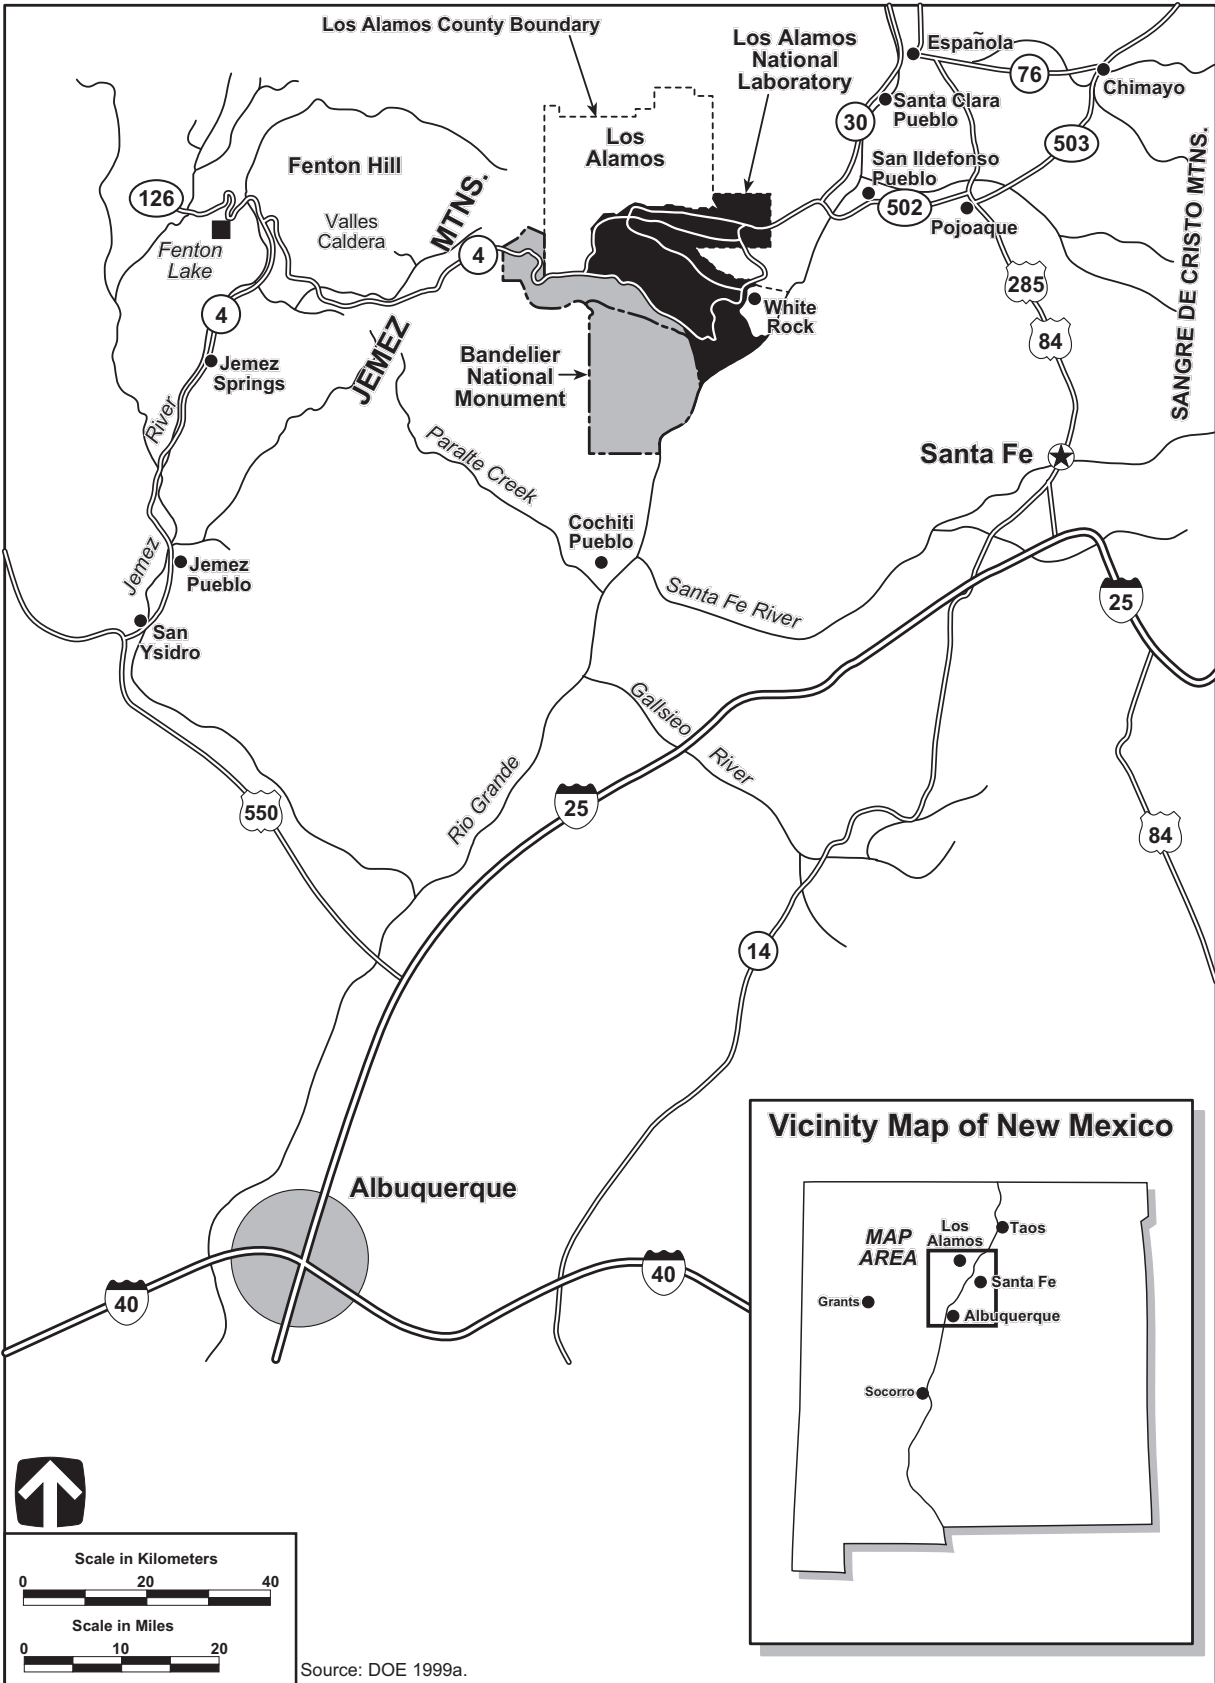 Los Alamos County Boundary
Los Alamos
National
Laboratory
Española
76
Chimayo
Santa Clara
Pueblo
30
503
Los
Alamos
San Ildefonso
Pueblo
502
Pojoaque
Fenton Hill
126
Valles
Caldera
Fenton
Lake
JEMEZ MTNS.
SANGRE DE CRISTO MTNS.
4
4
285
84
White
Rock
Jemez
Springs
Bandelier
National
Monument
Jemez River
Paralte Creek
Santa Fe
Cochiti
Pueblo
Jemez
Pueblo
Santa Fe River
25
San
Ysidro
Gallsieo River
Rio Grande
550
25
84
14
Albuquerque
40
40
Vicinity Map of New Mexico
MAP
AREA
Los
Alamos
Taos
Santa Fe
Grants
Albuquerque
Socorro
Scale in Kilometers
0 20 40
Scale in Miles
0 10 20
Source: DOE 1999a.